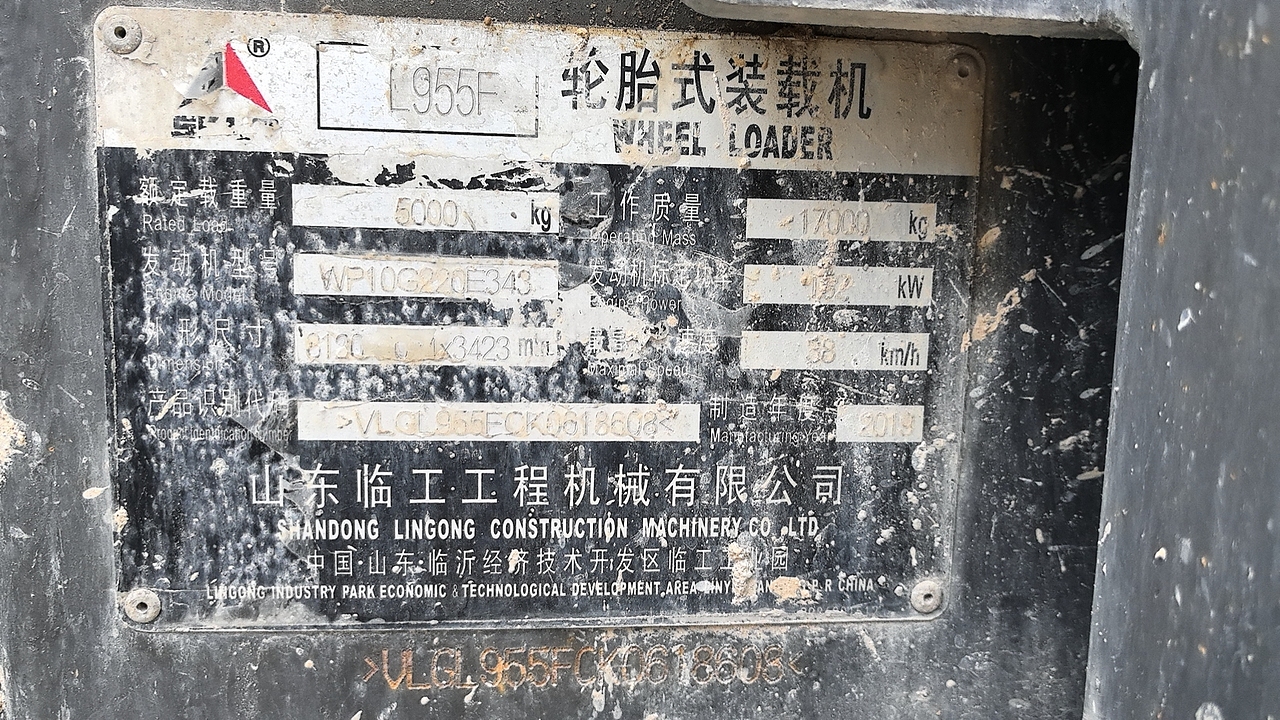 ®
L955F
轮胎式装载机
WHEEL LOADER
额定载重量 5000 kg 工作质量 17000 kg
Rated Load Operating Mass
发动机型号 WP10G220E343 发动机标定功率 kW
Engine Model Engine Power
外形尺寸 mm 速度 38 km/h
Dimensions Maximal Speed
产品识别代码 >VLGL955FCK0618608< 制造年度 2019
Product Identification Number Manufacturing Year
山东临工工程机械有限公司
SHANDONG LINGONG CONSTRUCTION MACHINERY CO.,LTD
中国·山东·临沂经济技术开发区临工工业园
LINGONG INDUSTRY PARK ECONOMIC & TECHNOLOGICAL DEVELOPMENT AREA P.R CHINA
>VLGL955FCK0618608<